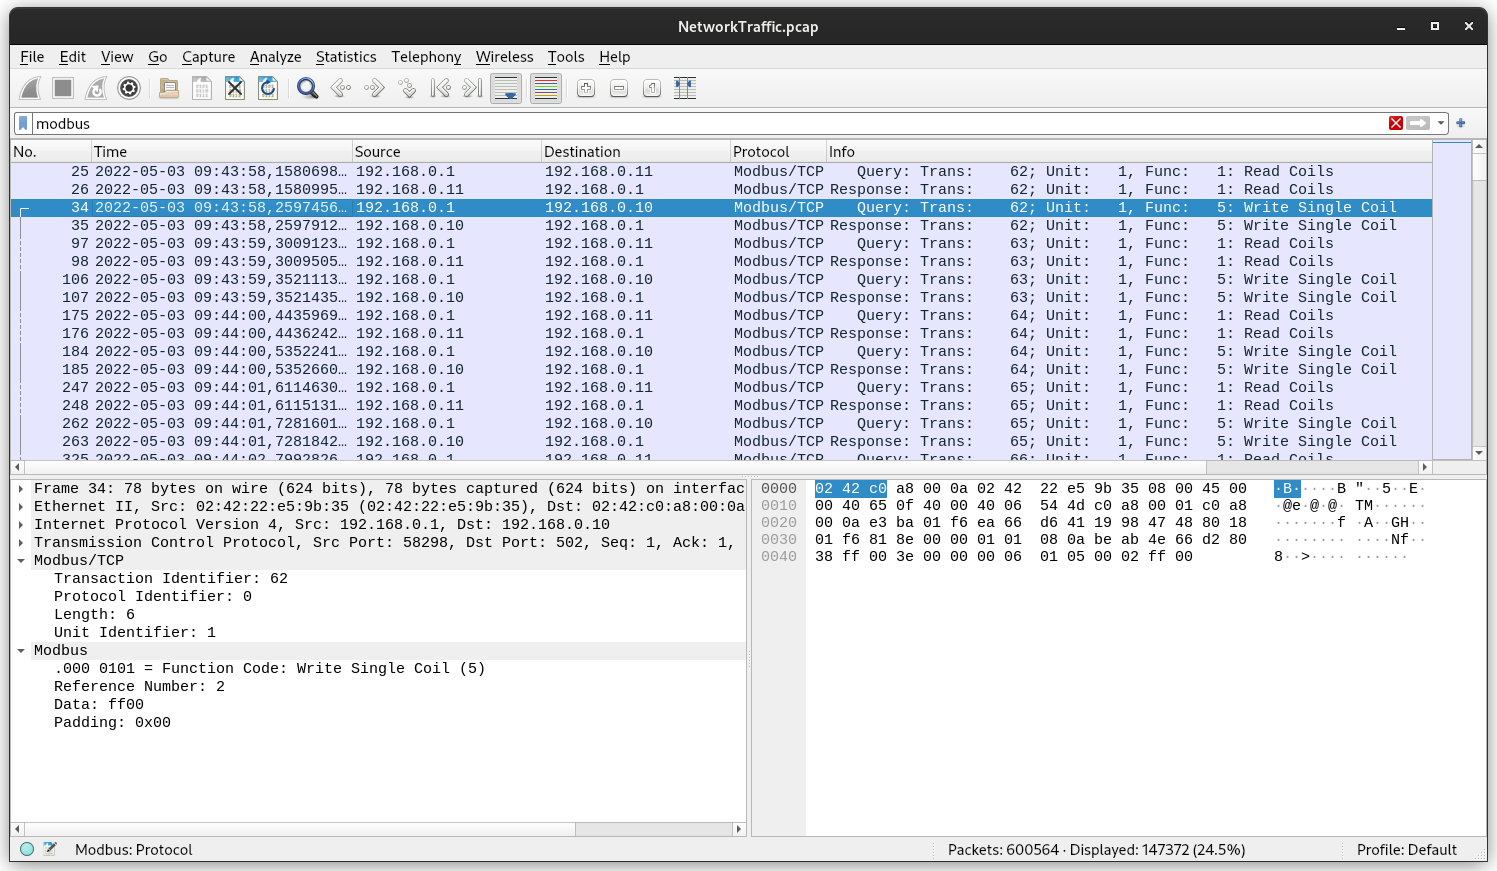 NetworkTraffic.pcap
File Edit View Go Capture Analyze Statistics Telephony Wireless Tools Help
modbus
No. Time Source Destination Protocol Info
25 2022-05-03 09:43:58,1580698… 192.168.0.1 192.168.0.11 Modbus/TCP Query: Trans: 62; Unit: 1, Func: 1: Read Coils
26 2022-05-03 09:43:58,1580995… 192.168.0.11 192.168.0.1 Modbus/TCP Response: Trans: 62; Unit: 1, Func: 1: Read Coils
34 2022-05-03 09:43:58,2597456… 192.168.0.1 192.168.0.10 Modbus/TCP Query: Trans: 62; Unit: 1, Func: 5: Write Single Coil
35 2022-05-03 09:43:58,2597912… 192.168.0.10 192.168.0.1 Modbus/TCP Response: Trans: 62; Unit: 1, Func: 5: Write Single Coil
97 2022-05-03 09:43:59,3009123… 192.168.0.1 192.168.0.11 Modbus/TCP Query: Trans: 63; Unit: 1, Func: 1: Read Coils
98 2022-05-03 09:43:59,3009505… 192.168.0.11 192.168.0.1 Modbus/TCP Response: Trans: 63; Unit: 1, Func: 1: Read Coils
106 2022-05-03 09:43:59,3521113… 192.168.0.1 192.168.0.10 Modbus/TCP Query: Trans: 63; Unit: 1, Func: 5: Write Single Coil
107 2022-05-03 09:43:59,3521435… 192.168.0.10 192.168.0.1 Modbus/TCP Response: Trans: 63; Unit: 1, Func: 5: Write Single Coil
175 2022-05-03 09:44:00,4435969… 192.168.0.1 192.168.0.11 Modbus/TCP Query: Trans: 64; Unit: 1, Func: 1: Read Coils
176 2022-05-03 09:44:00,4436242… 192.168.0.11 192.168.0.1 Modbus/TCP Response: Trans: 64; Unit: 1, Func: 1: Read Coils
184 2022-05-03 09:44:00,5352241… 192.168.0.1 192.168.0.10 Modbus/TCP Query: Trans: 64; Unit: 1, Func: 5: Write Single Coil
185 2022-05-03 09:44:00,5352660… 192.168.0.10 192.168.0.1 Modbus/TCP Response: Trans: 64; Unit: 1, Func: 5: Write Single Coil
247 2022-05-03 09:44:01,6114630… 192.168.0.1 192.168.0.11 Modbus/TCP Query: Trans: 65; Unit: 1, Func: 1: Read Coils
248 2022-05-03 09:44:01,6115131… 192.168.0.11 192.168.0.1 Modbus/TCP Response: Trans: 65; Unit: 1, Func: 1: Read Coils
262 2022-05-03 09:44:01,7281601… 192.168.0.1 192.168.0.10 Modbus/TCP Query: Trans: 65; Unit: 1, Func: 5: Write Single Coil
263 2022-05-03 09:44:01,7281842… 192.168.0.10 192.168.0.1 Modbus/TCP Response: Trans: 65; Unit: 1, Func: 5: Write Single Coil
325 2022-05-03 09:44:02,7992826… 192.168.0.1 192.168.0.11 Modbus/TCP Query: Trans: 66; Unit: 1, Func: 1: Read Coils
Frame 34: 78 bytes on wire (624 bits), 78 bytes captured (624 bits) on interfac
Ethernet II, Src: 02:42:22:e5:9b:35 (02:42:22:e5:9b:35), Dst: 02:42:c0:a8:00:0a
Internet Protocol Version 4, Src: 192.168.0.1, Dst: 192.168.0.10
Transmission Control Protocol, Src Port: 58298, Dst Port: 502, Seq: 1, Ack: 1,
Modbus/TCP
Transaction Identifier: 62
Protocol Identifier: 0
Length: 6
Unit Identifier: 1
Modbus
.000 0101 = Function Code: Write Single Coil (5)
Reference Number: 2
Data: ff00
Padding: 0x00
0000 02 42 c0 a8 00 0a 02 42 22 e5 9b 35 08 00 45 00 ·B····B "··5··E·
0010 00 40 65 0f 40 00 40 06 54 4d c0 a8 00 01 c0 a8 ·@e·@·@· TM······
0020 00 0a e3 ba 01 f6 ea 66 d6 41 19 98 47 48 80 18 ·······f ·A··GH··
0030 01 f6 81 8e 00 00 01 01 08 0a be ab 4e 66 d2 80 ········ ····Nf··
0040 38 ff 00 3e 00 00 00 06 01 05 00 02 ff 00 8··>···· ······
Modbus: Protocol
Packets: 600564 · Displayed: 147372 (24.5%)
Profile: Default